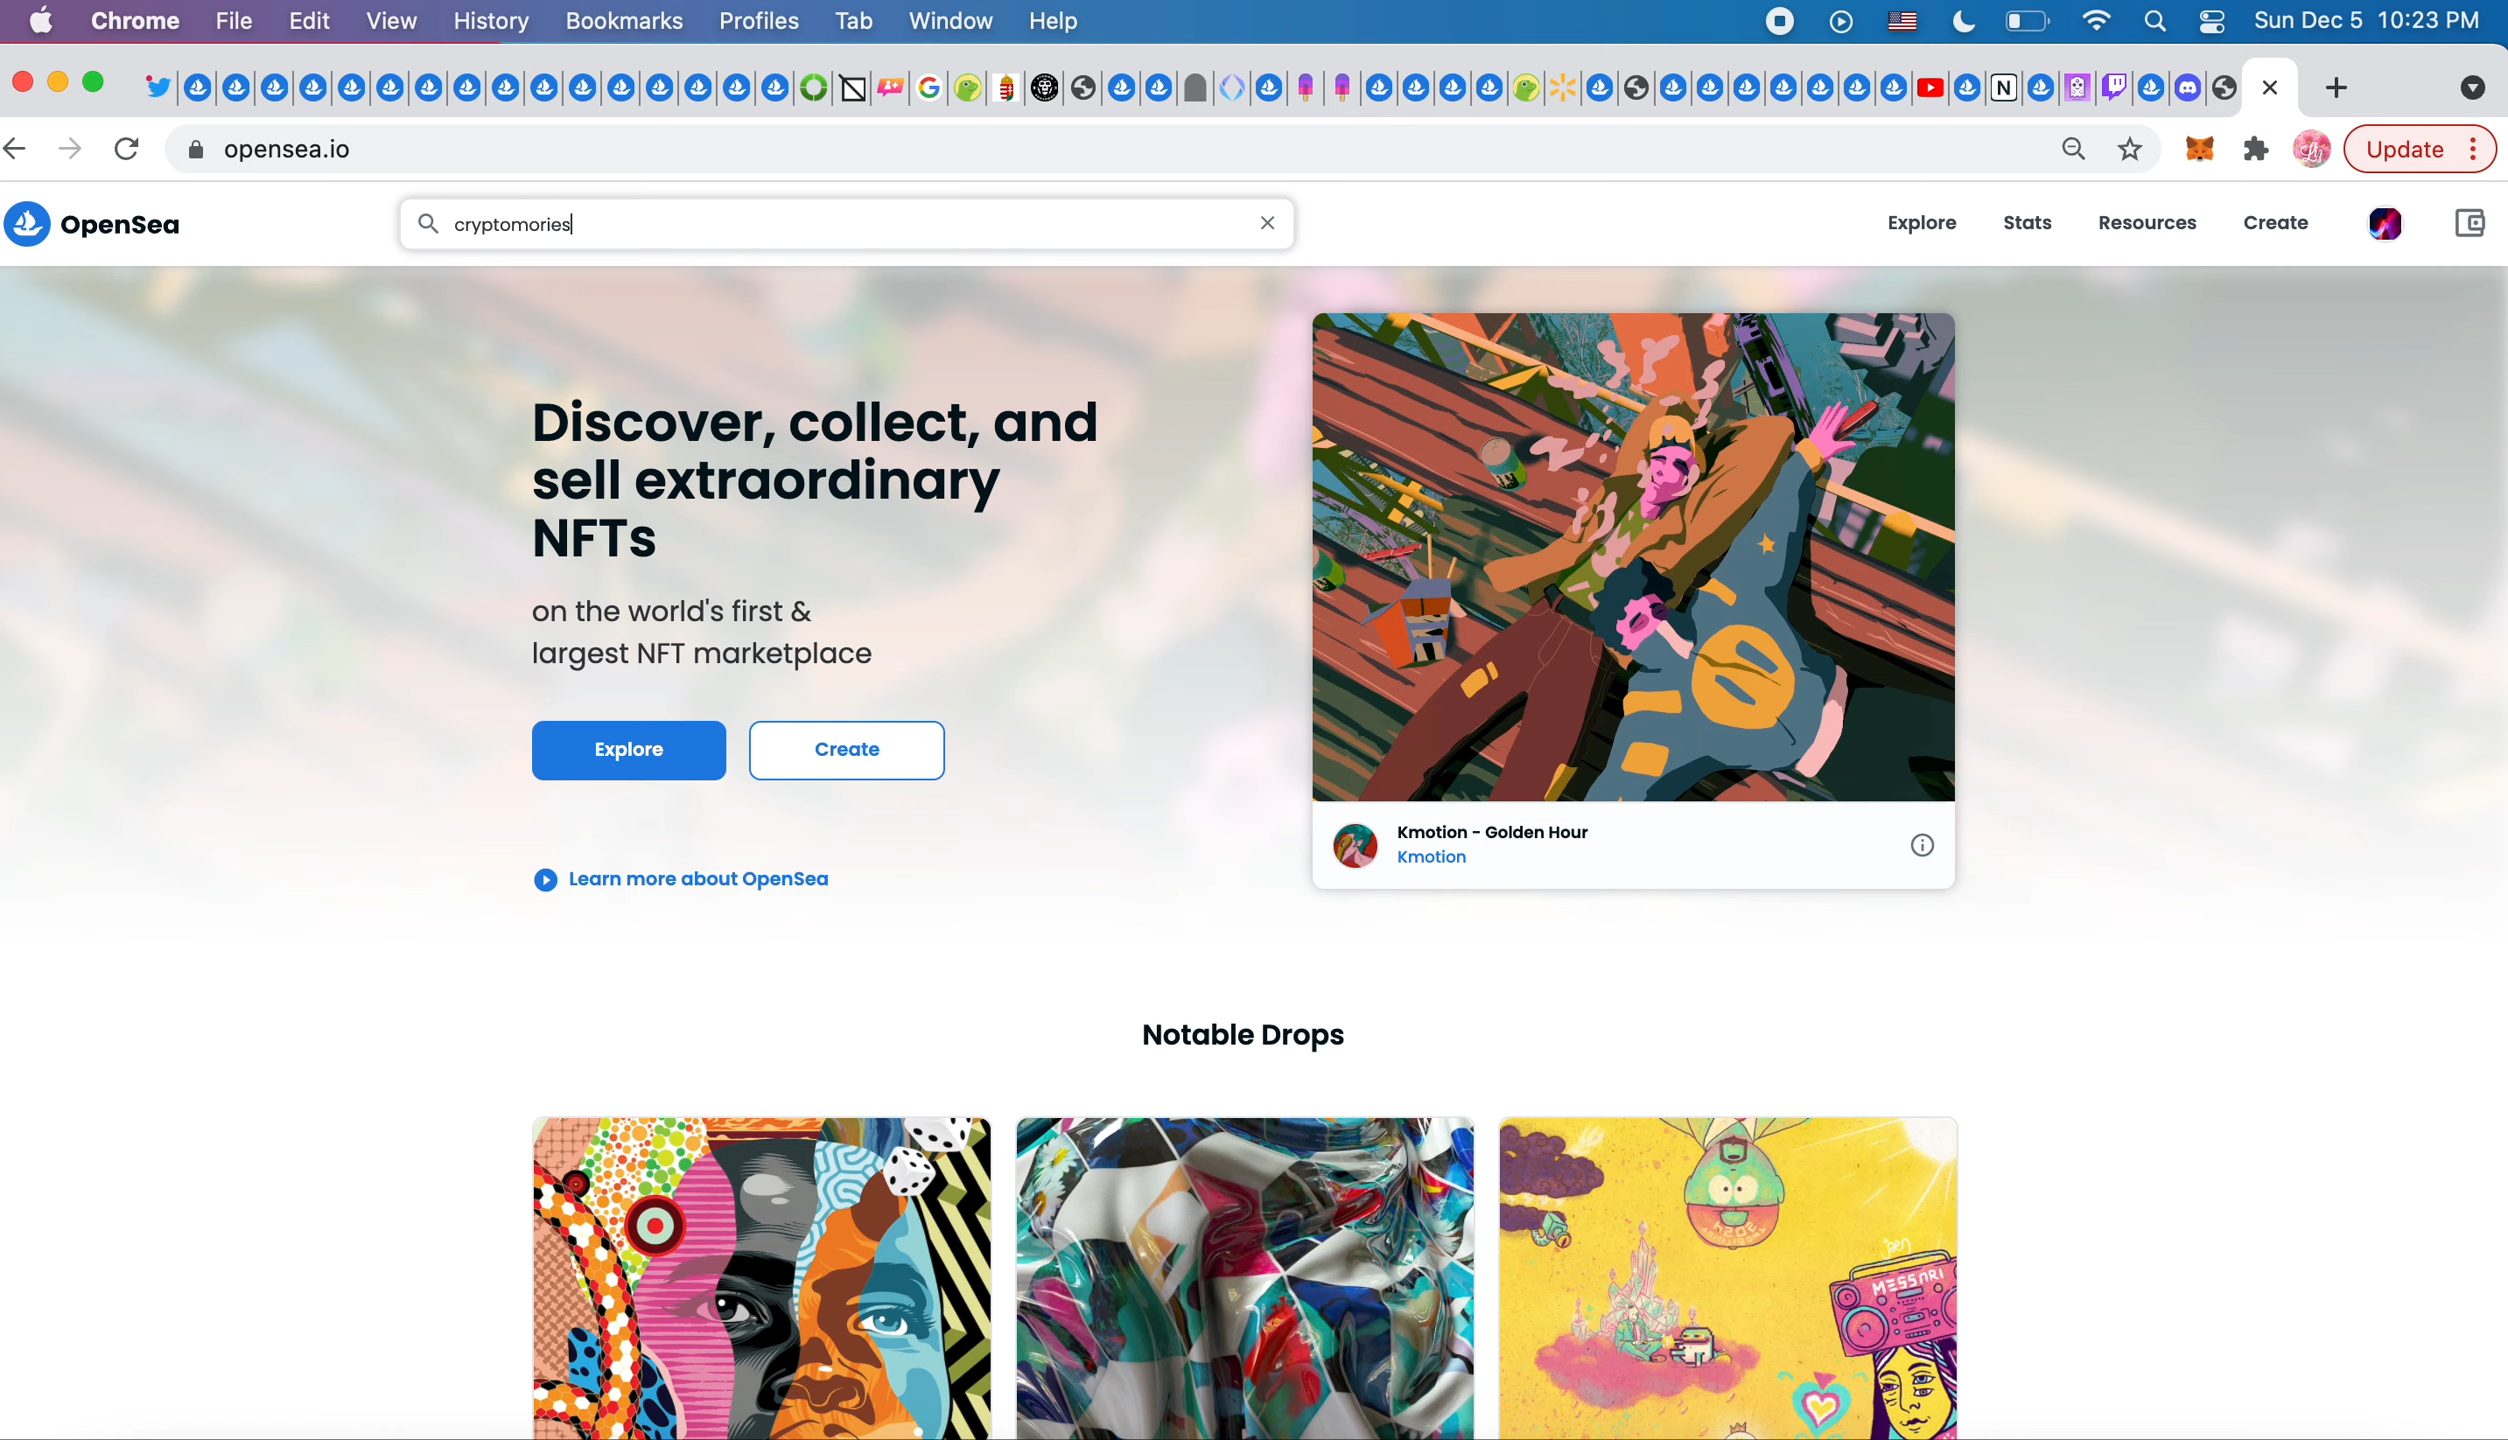 Chrome File Edit View History Bookmarks Profiles Tab Window Help Sun Dec 5 10:23 PM
opensea.io Update
OpenSea cryptomories Explore Stats Resources Create
Discover, collect, and
sell extraordinary
NFTs
on the world's first &
largest NFT marketplace
Explore Create
Learn more about OpenSea
Kmotion - Golden Hour
Kmotion
Notable Drops
MESSARI